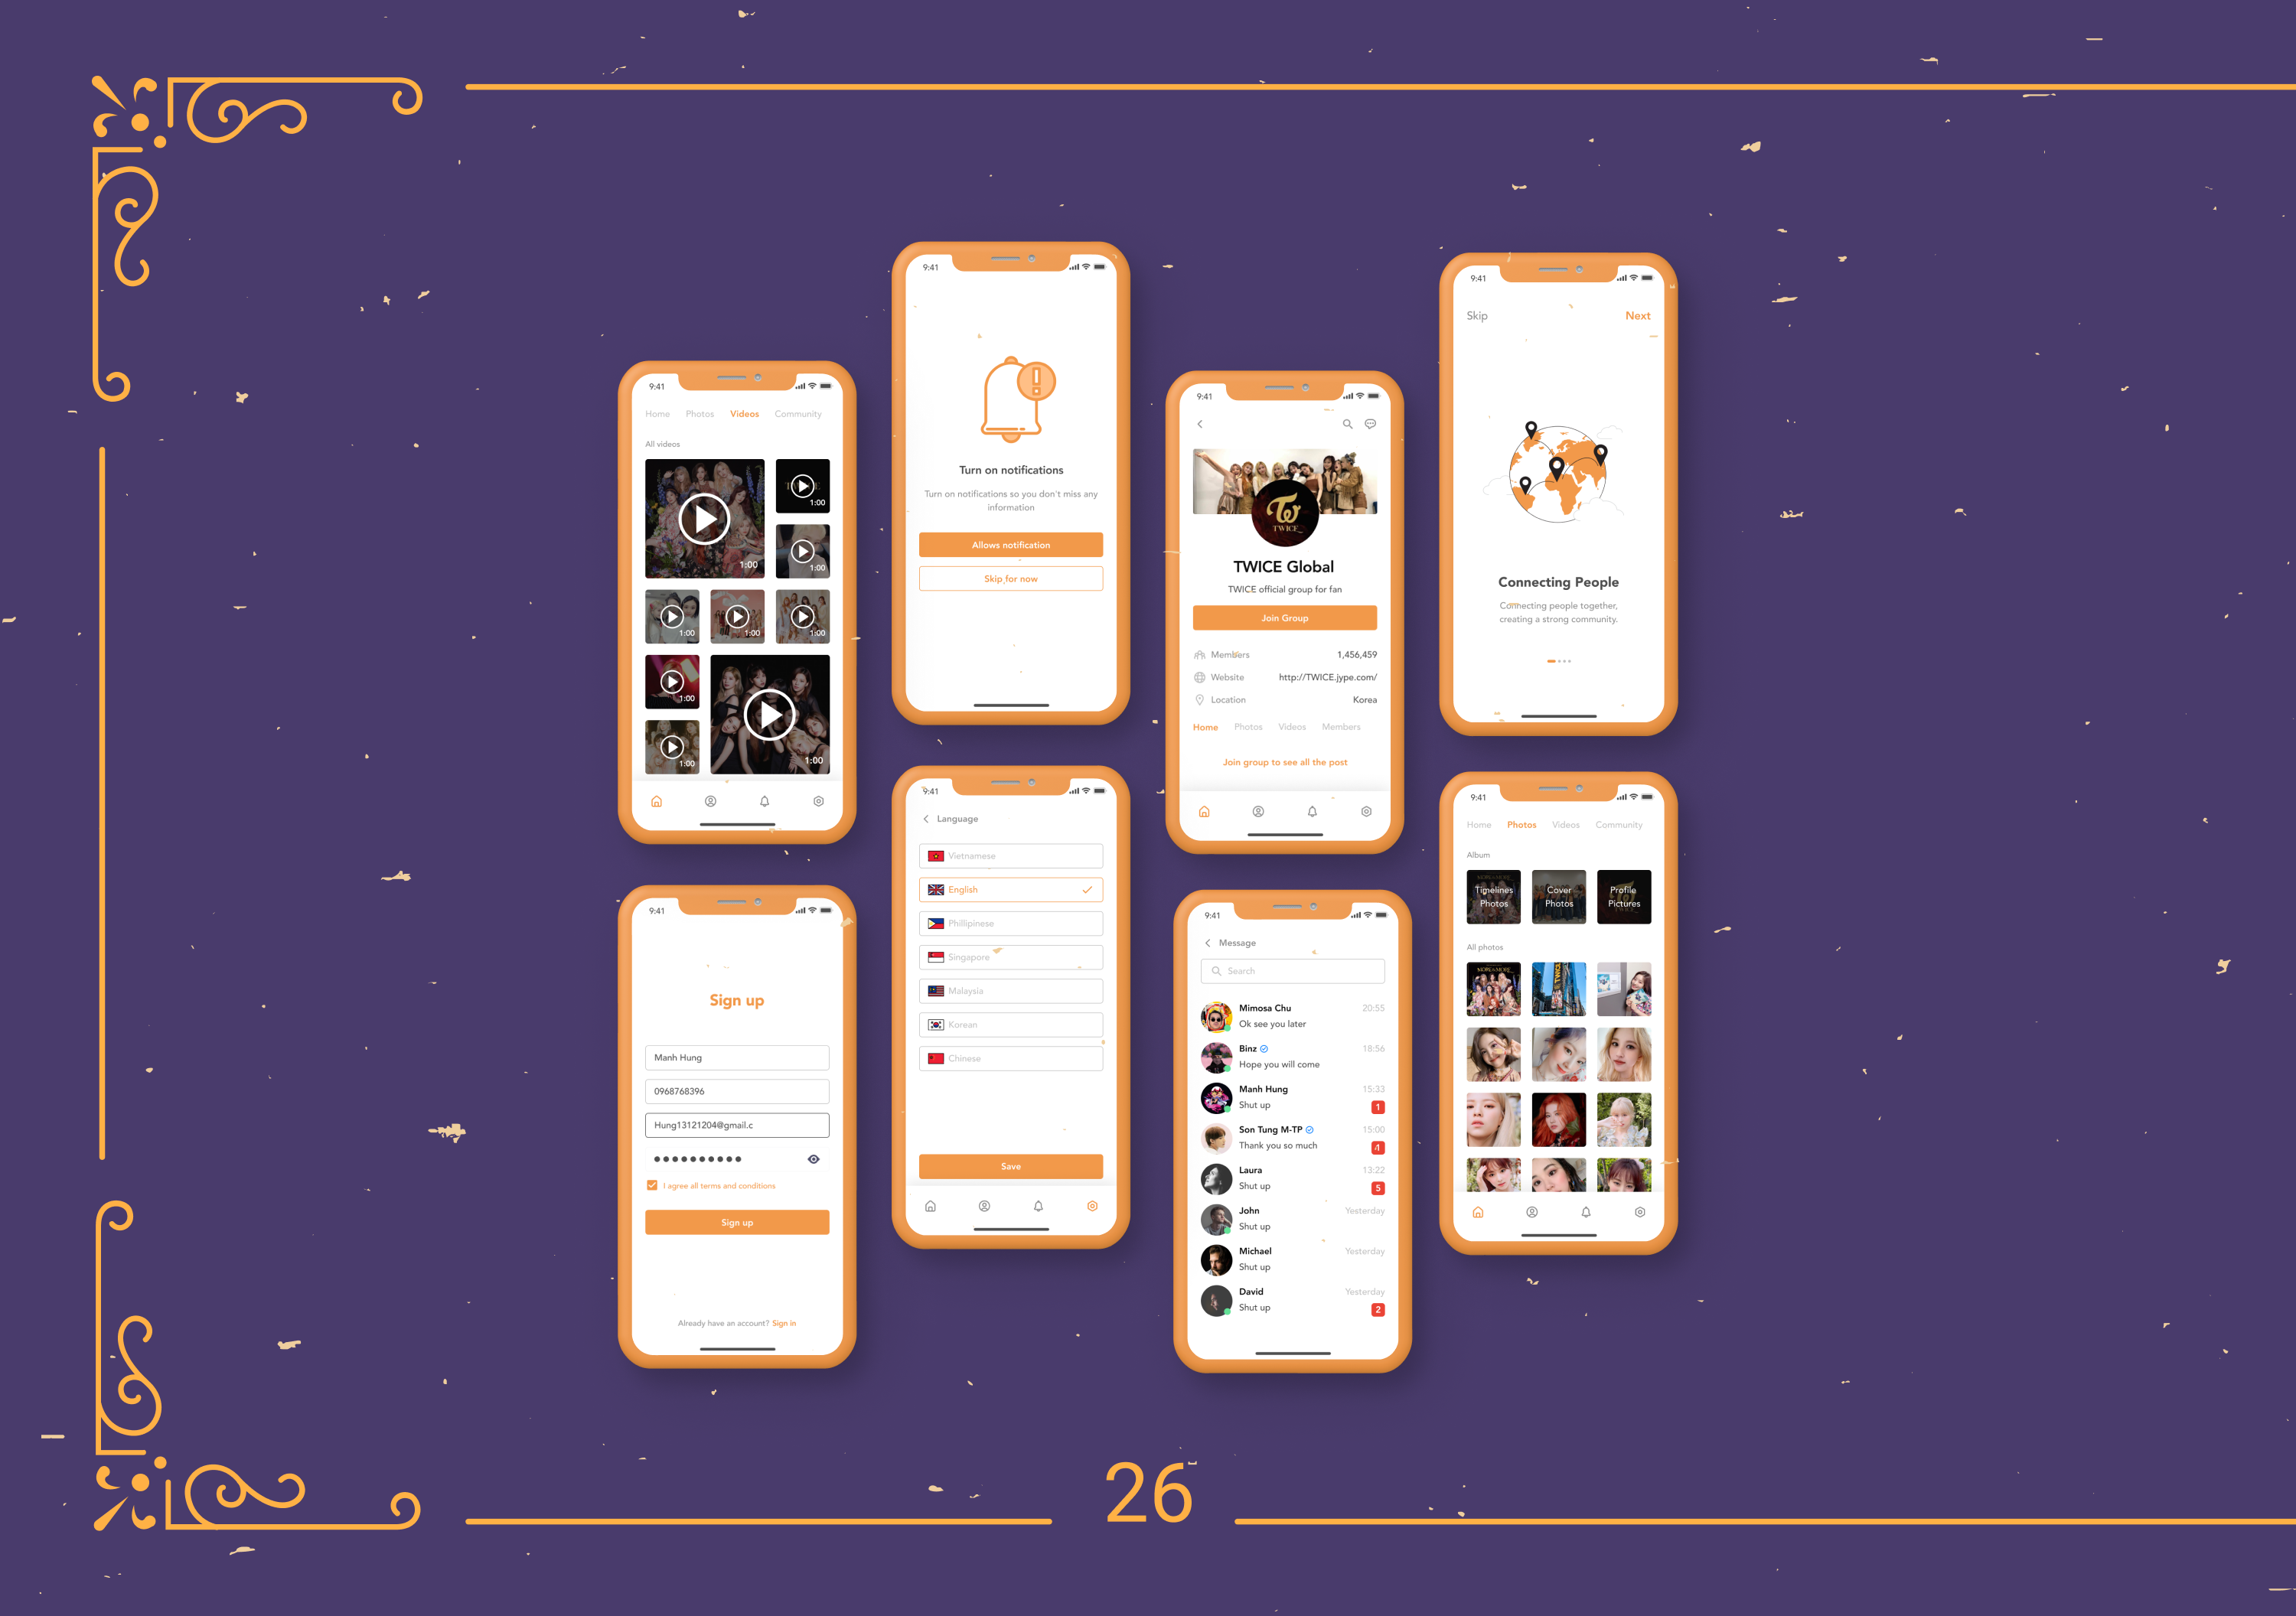 9:41
Home Photos Videos Community
All videos
TWICE
1:00
1:00
1:00
1:00
1:00
1:00
1:00
1:00
1:00
9:41
Sign up
Manh Hung
0968768396
Hung13121204@gmail.c
I agree all terms and conditions
Sign up
Already have an account? Sign in
9:41
Turn on notifications
Turn on notifications so you don't miss any
information
Allows notification
Skip for now
9:41
Language
Vietnamese
English
Phillipinese
Singapore
Malaysia
Korean
Chinese
Save
9:41
TWICE
TWICE Global
TWICE official group for fan
Join Group
Members 1,456,459
Website http://TWICE.jype.com/
Location Korea
Home Photos Videos Members
Join group to see all the post
9:41
Message
Search
Mimosa Chu 20:55
Ok see you later
Binz 18:56
Hope you will come
Manh Hung 15:33
Shut up 1
Son Tung M-TP 15:00
Thank you so much 4
Laura 13:22
Shut up 5
John Yesterday
Shut up
Michael Yesterday
Shut up
David Yesterday
Shut up 2
9:41
Skip Next
Connecting People
Connecting people together,
creating a strong community.
9:41
Home Photos Videos Community
Album
Timelines
Photos
Cover
Photos
Profile
Pictures
All photos
MORE & MORE
26